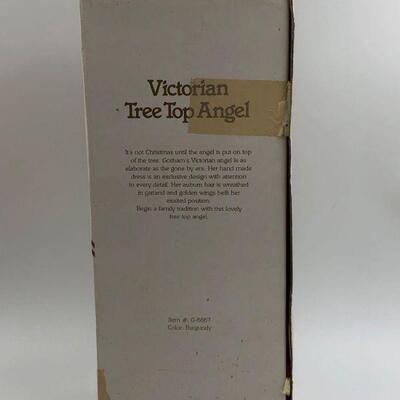 Victorian
Tree Top Angel
It's not Christmas until the angel is put on top
of the tree. Gorham's Victorian angel is as
elaborate as the gone by era. Her hand made
dress is an exclusive design with attention
to every detail. Her auburn hair is wreathed
in garland and golden wings befit her
exalted position.
Begin a family tradition with this lovely
tree top angel.
Item #: G-6667
Color: Burgundy